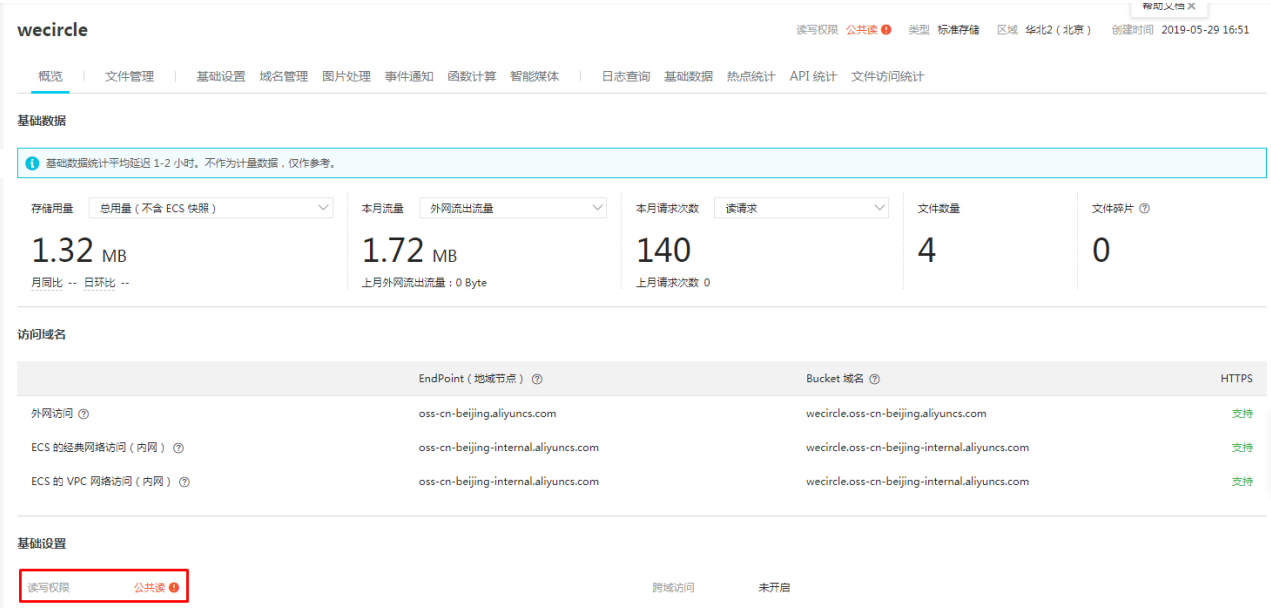 帮助文档 ×
wecircle 读写权限 公共读 类型 标准存储 区域 华北2(北京) 创建时间 2019-05-29 16:51
概览 文件管理 基础设置 域名管理 图片处理 事件通知 函数计算 智能媒体 日志查询 基础数据 热点统计 API 统计 文件访问统计
基础数据
基础数据统计平均延迟 1-2 小时。不作为计量数据,仅作参考。
存储用量 总用量(不含 ECS 快照) 本月流量 外网流出流量 本月请求次数 读请求 文件数量 文件碎片
1.32 MB 1.72 MB 140 4 0
月同比 -- 日环比 -- 上月外网流出流量:0 Byte 上月请求次数 0
访问域名
EndPoint(地域节点) Bucket 域名 HTTPS
外网访问 oss-cn-beijing.aliyuncs.com wecircle.oss-cn-beijing.aliyuncs.com 支持
ECS 的经典网络访问(内网) oss-cn-beijing-internal.aliyuncs.com wecircle.oss-cn-beijing-internal.aliyuncs.com 支持
ECS 的 VPC 网络访问(内网) oss-cn-beijing-internal.aliyuncs.com wecircle.oss-cn-beijing-internal.aliyuncs.com 支持
基础设置
读写权限 公共读 跨域访问 未开启